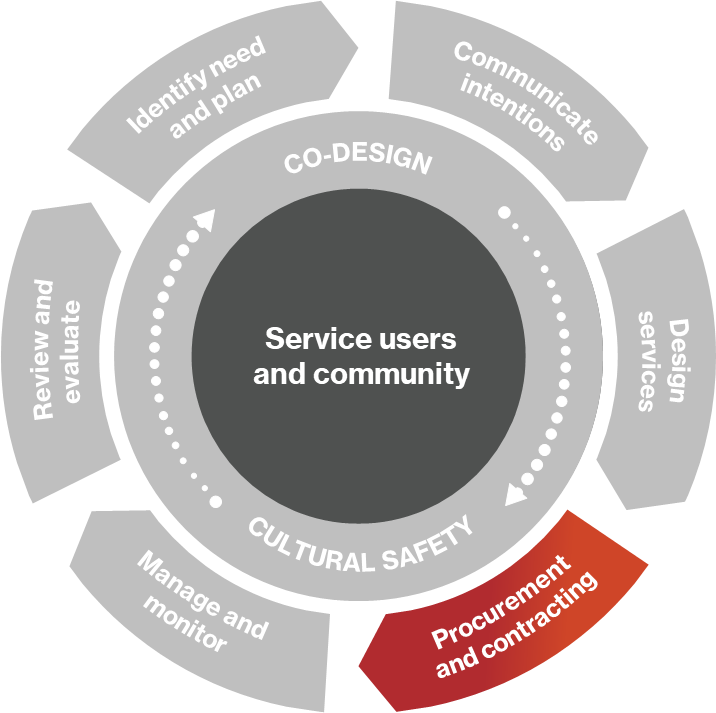 Identify need
and plan
Communicate
intentions
CO-DESIGN
Service users
and community
Design
services
Review and
evaluate
CULTURAL SAFETY
Manage and
monitor
Procurement
and contracting